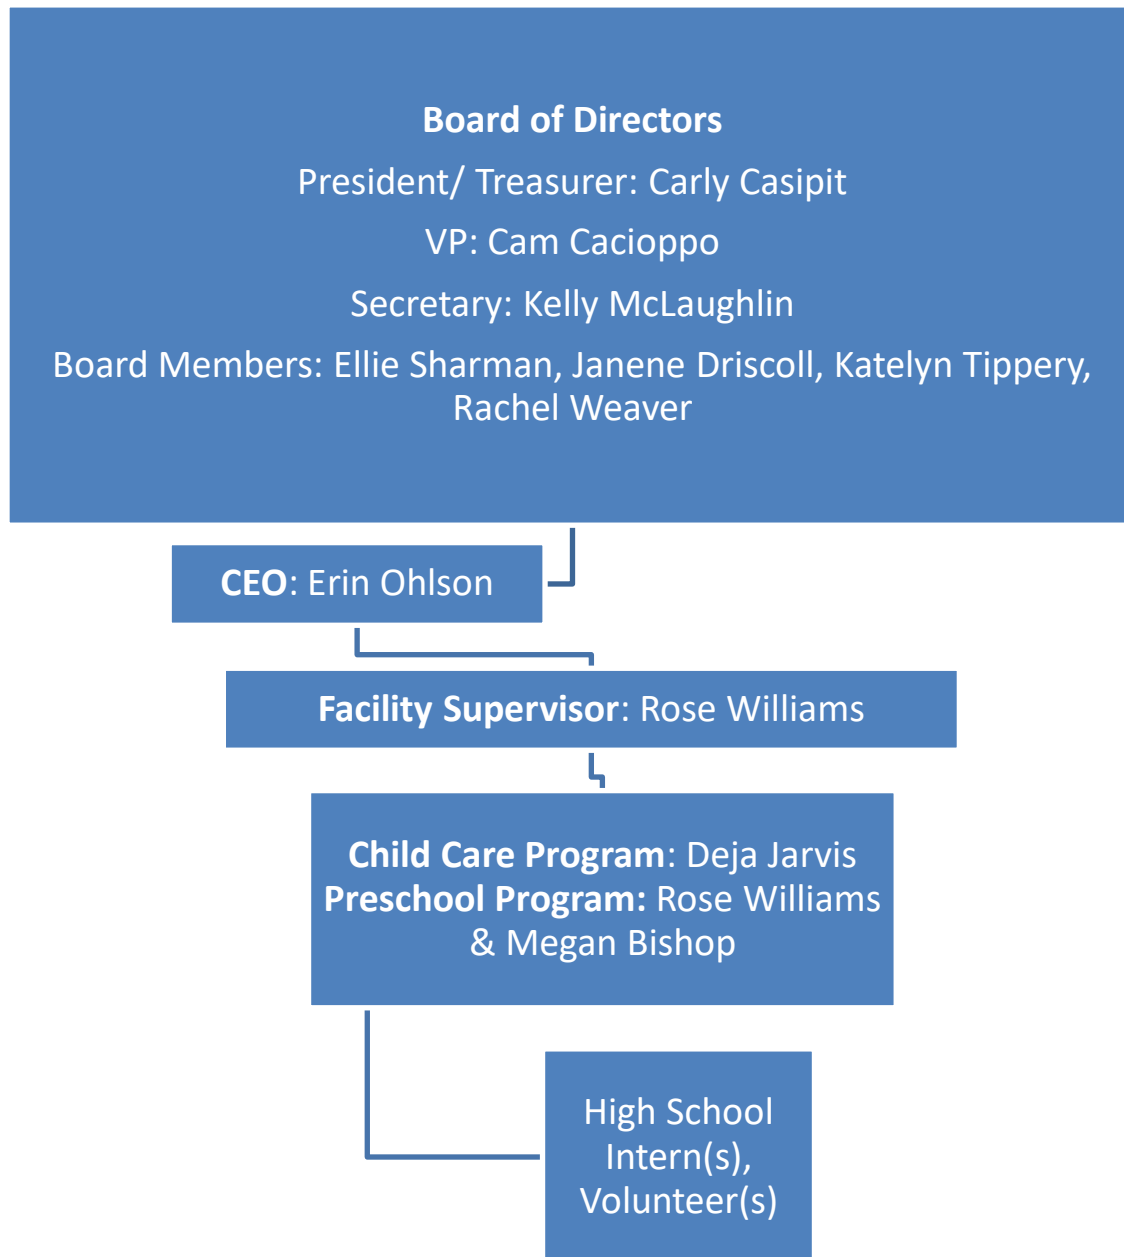 Board of Directors
President/ Treasurer: Carly Casipit
VP: Cam Cacioppo
Secretary: Kelly McLaughlin
Board Members: Ellie Sharman, Janene Driscoll, Katelyn Tippery,
Rachel Weaver
CEO: Erin Ohlson
Facility Supervisor: Rose Williams
Child Care Program: Deja Jarvis
Preschool Program: Rose Williams
& Megan Bishop
High School
Intern(s),
Volunteer(s)